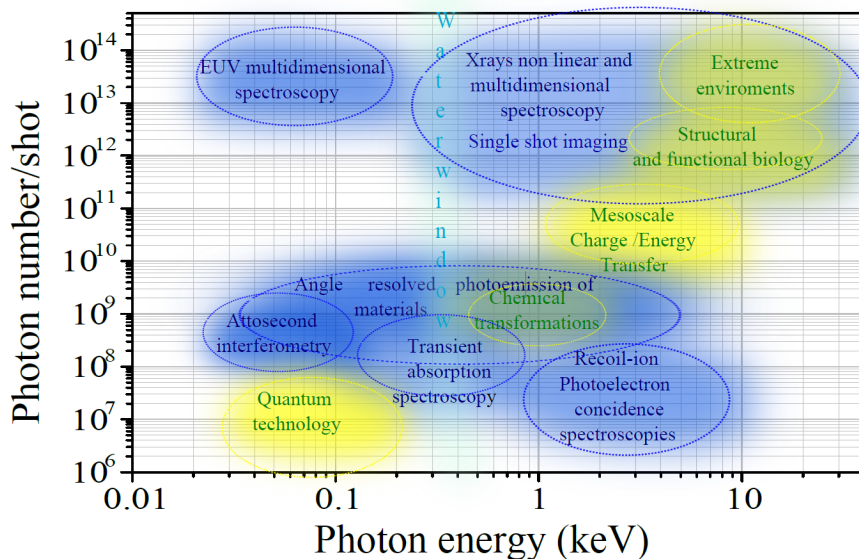 Photon number/shot
10^14
10^13
10^12
10^11
10^10
10^9
10^8
10^7
10^6
Water window
EUV multidimensional
spectroscopy
Xrays non linear and
multidimensional
spectroscopy
Single shot imaging
Extreme
enviroments
Structural
and functional biology
Mesoscale
Charge /Energy
Transfer
Angle resolved photoemission of
materials
Chemical
transformations
Attosecond
interferometry
Transient
absorption
spectroscopy
Recoil-ion
Photoelectron
concidence
spectroscopies
Quantum
technology
0.01
0.1
1
10
Photon energy (keV)